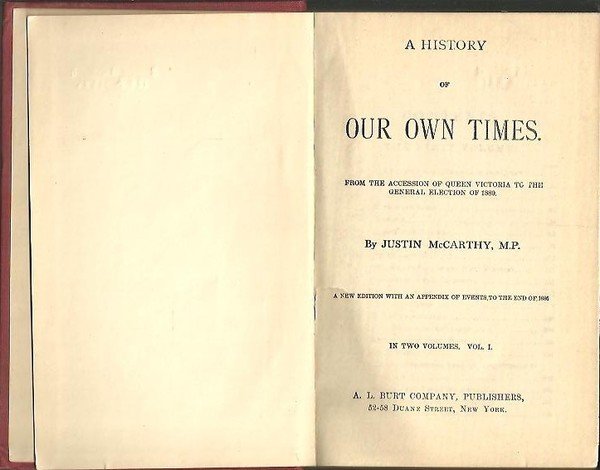 A HISTORY
OF
OUR OWN TIMES.
FROM THE ACCESSION OF QUEEN VICTORIA TO THE
GENERAL ELECTION OF 1880.
By JUSTIN McCARTHY, M.P.
A NEW EDITION WITH AN APPENDIX OF EVENTS, TO THE END OF 1886
IN TWO VOLUMES. VOL. I.
A. L. BURT COMPANY, PUBLISHERS,
52-58 DUANE STREET, NEW YORK.